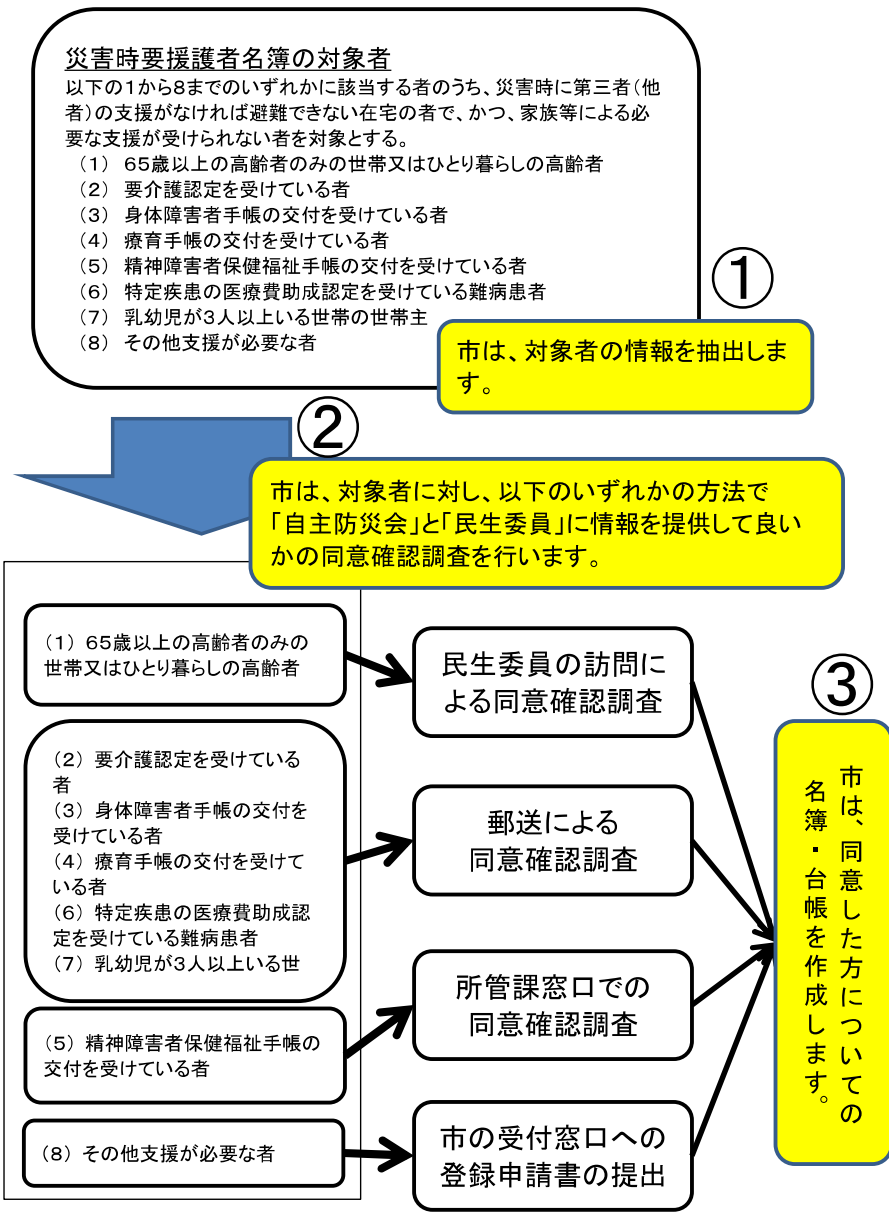 災害時要援護者名簿の対象者
以下の1から8までのいずれかに該当する者のうち、災害時に第三者(他
者)の支援がなければ避難できない在宅の者で、かつ、家族等による必
要な支援が受けられない者を対象とする。
(1) 65歳以上の高齢者のみの世帯又はひとり暮らしの高齢者
(2) 要介護認定を受けている者
(3) 身体障害者手帳の交付を受けている者
(4) 療育手帳の交付を受けている者
(5) 精神障害者保健福祉手帳の交付を受けている者
(6) 特定疾患の医療費助成認定を受けている難病患者
(7) 乳幼児が3人以上いる世帯の世帯主
(8) その他支援が必要な者
①
市は、対象者の情報を抽出しま
す。
②
市は、対象者に対し、以下のいずれかの方法で
「自主防災会」と「民生委員」に情報を提供して良い
かの同意確認調査を行います。
(1) 65歳以上の高齢者のみの
世帯又はひとり暮らしの高齢者
(2) 要介護認定を受けている
者
(3) 身体障害者手帳の交付を
受けている者
(4) 療育手帳の交付を受けて
いる者
(6) 特定疾患の医療費助成認
定を受けている難病患者
(7) 乳幼児が3人以上いる世
(5) 精神障害者保健福祉手帳の
交付を受けている者
(8) その他支援が必要な者
民生委員の訪問に
よる同意確認調査
郵送による
同意確認調査
所管課窓口での
同意確認調査
市の受付窓口への
登録申請書の提出
③
市は、同意した方についての
名簿・台帳を作成します。